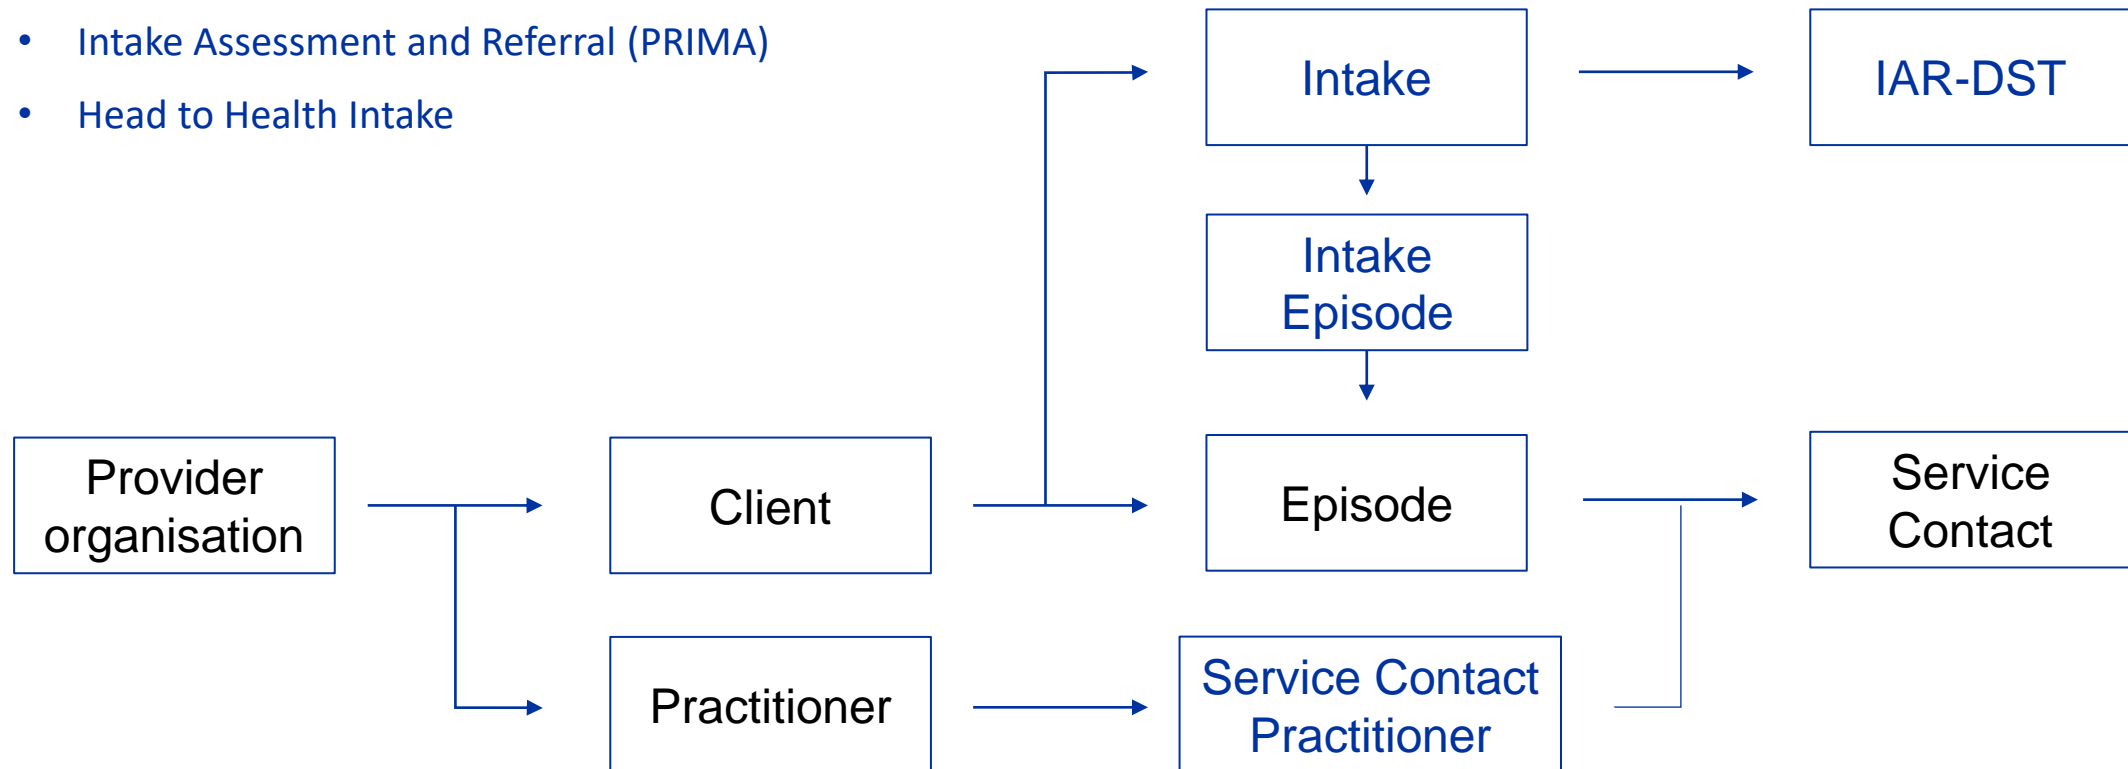 • Intake Assessment and Referral (PRIMA)
• Head to Health Intake
Intake
IAR-DST
Intake
Episode
Provider
organisation
Client
Episode
Service
Contact
Practitioner
Service Contact
Practitioner